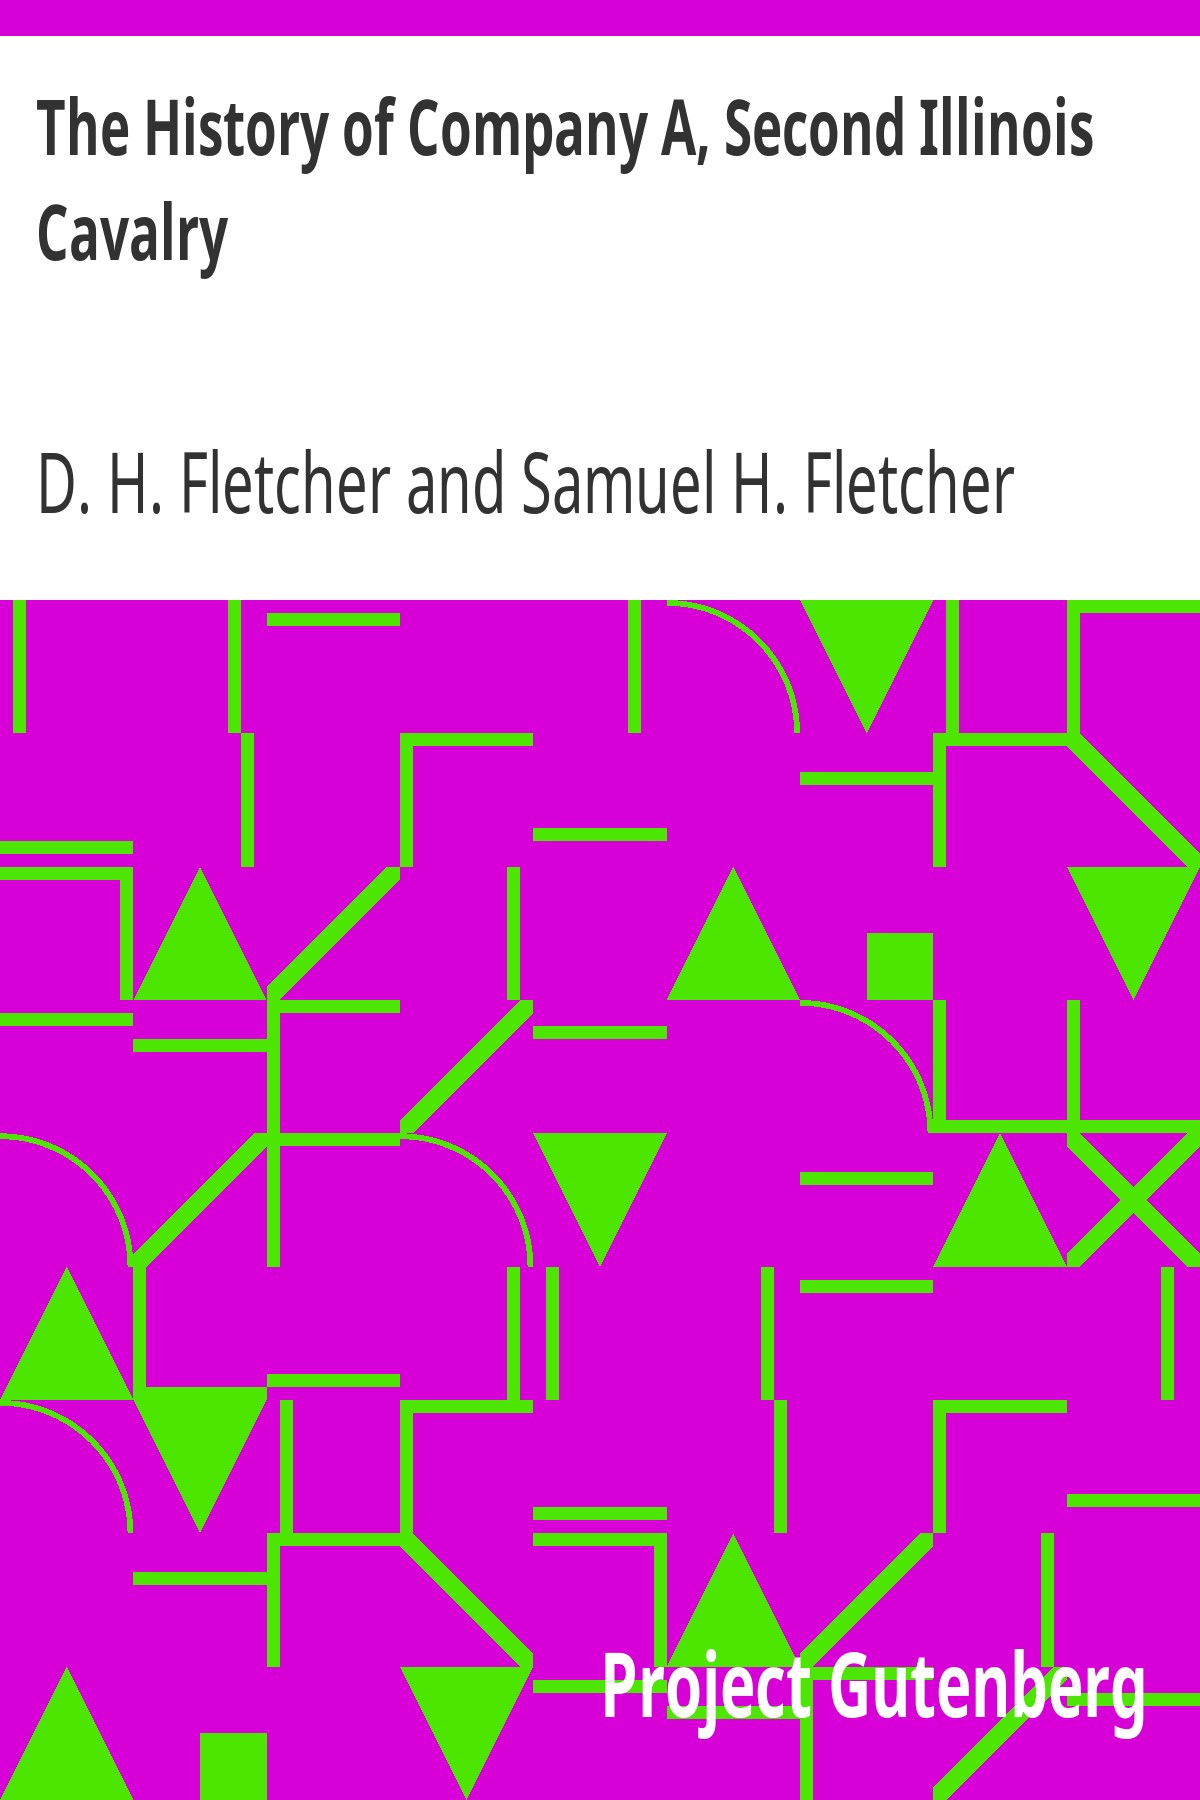 The History of Company A, Second Illinois
Cavalry
D. H. Fletcher and Samuel H. Fletcher
Project Gutenberg